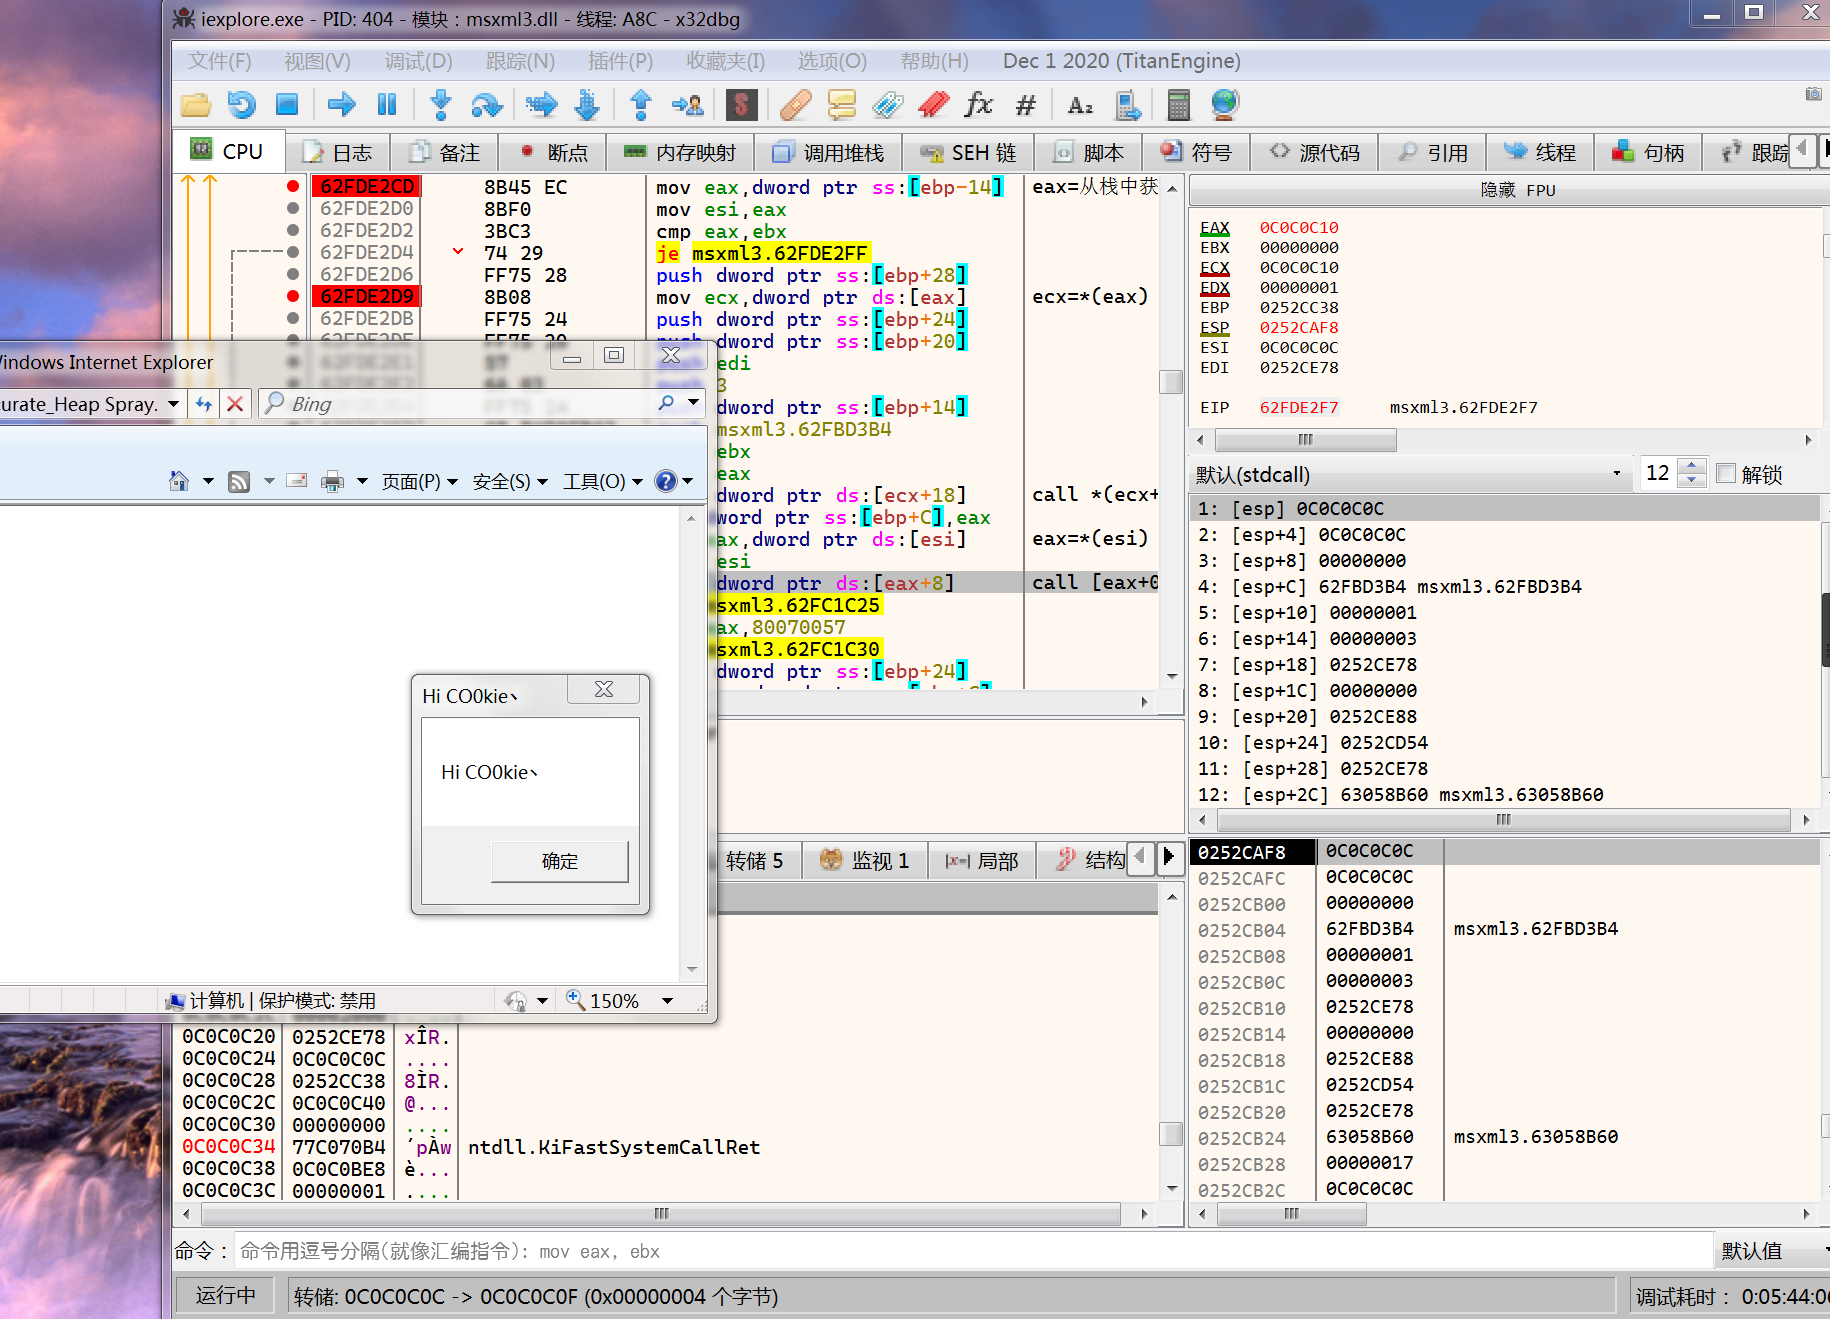 iexplore.exe - PID: 404 - 模块：msxml3.dll - 线程: A8C - x32dbg
文件(F) 视图(V) 调试(D) 跟踪(N) 插件(P) 收藏夹(I) 选项(O) 帮助(H) Dec 1 2020 (TitanEngine)
CPU 日志 备注 断点 内存映射 调用堆栈 SEH 链 脚本 符号 源代码 引用 线程 句柄 跟踪
62FDE2CD 8B45 EC mov eax,dword ptr ss:[ebp-14] eax=从栈中获
62FDE2D0 8BF0 mov esi,eax
62FDE2D2 3BC3 cmp eax,ebx
62FDE2D4 74 29 je msxml3.62FDE2FF
62FDE2D6 FF75 28 push dword ptr ss:[ebp+28]
62FDE2D9 8B08 mov ecx,dword ptr ds:[eax] ecx=*(eax)
62FDE2DB FF75 24 push dword ptr ss:[ebp+24]
dword ptr ss:[ebp+20]
edi
3
dword ptr ss:[ebp+14]
msxml3.62FBD3B4
ebx
eax
dword ptr ds:[ecx+18] call *(ecx+
word ptr ss:[ebp+C],eax
ax,dword ptr ds:[esi] eax=*(esi)
esi
dword ptr ds:[eax+8] call [eax+0
sxml3.62FC1C25
ax,80070057
sxml3.62FC1C30
dword ptr ss:[ebp+24]
隐藏 FPU
EAX 0C0C0C10
EBX 00000000
ECX 0C0C0C10
EDX 00000001
EBP 0252CC38
ESP 0252CAF8
ESI 0C0C0C0C
EDI 0252CE78
EIP 62FDE2F7 msxml3.62FDE2F7
默认(stdcall) 12 解锁
1: [esp] 0C0C0C0C
2: [esp+4] 0C0C0C0C
3: [esp+8] 00000000
4: [esp+C] 62FBD3B4 msxml3.62FBD3B4
5: [esp+10] 00000001
6: [esp+14] 00000003
7: [esp+18] 0252CE78
8: [esp+1C] 00000000
9: [esp+20] 0252CE88
10: [esp+24] 0252CD54
11: [esp+28] 0252CE78
12: [esp+2C] 63058B60 msxml3.63058B60
Windows Internet Explorer
urate_Heap Spray. Bing
页面(P) 安全(S) 工具(O)
Hi CO0kie、
Hi CO0kie、
确定
计算机 | 保护模式: 禁用 150%
转储 5 监视 1 局部 结构
0C0C0C20 0252CE78 xÎR.
0C0C0C24 0C0C0C0C ....
0C0C0C28 0252CC38 8ÌR.
0C0C0C2C 0C0C0C40 @...
0C0C0C30 00000000 ....
0C0C0C34 77C070B4 ´pÀw ntdll.KiFastSystemCallRet
0C0C0C38 0C0C0BE8 è...
0C0C0C3C 00000001 ....
0252CAF8 0C0C0C0C
0252CAFC 0C0C0C0C
0252CB00 00000000
0252CB04 62FBD3B4 msxml3.62FBD3B4
0252CB08 00000001
0252CB0C 00000003
0252CB10 0252CE78
0252CB14 00000000
0252CB18 0252CE88
0252CB1C 0252CD54
0252CB20 0252CE78
0252CB24 63058B60 msxml3.63058B60
0252CB28 00000017
0252CB2C 0C0C0C0C
命令： 命令用逗号分隔(就像汇编指令): mov eax, ebx 默认值
运行中 转储: 0C0C0C0C -> 0C0C0C0F (0x00000004 个字节) 调试耗时： 0:05:44:0